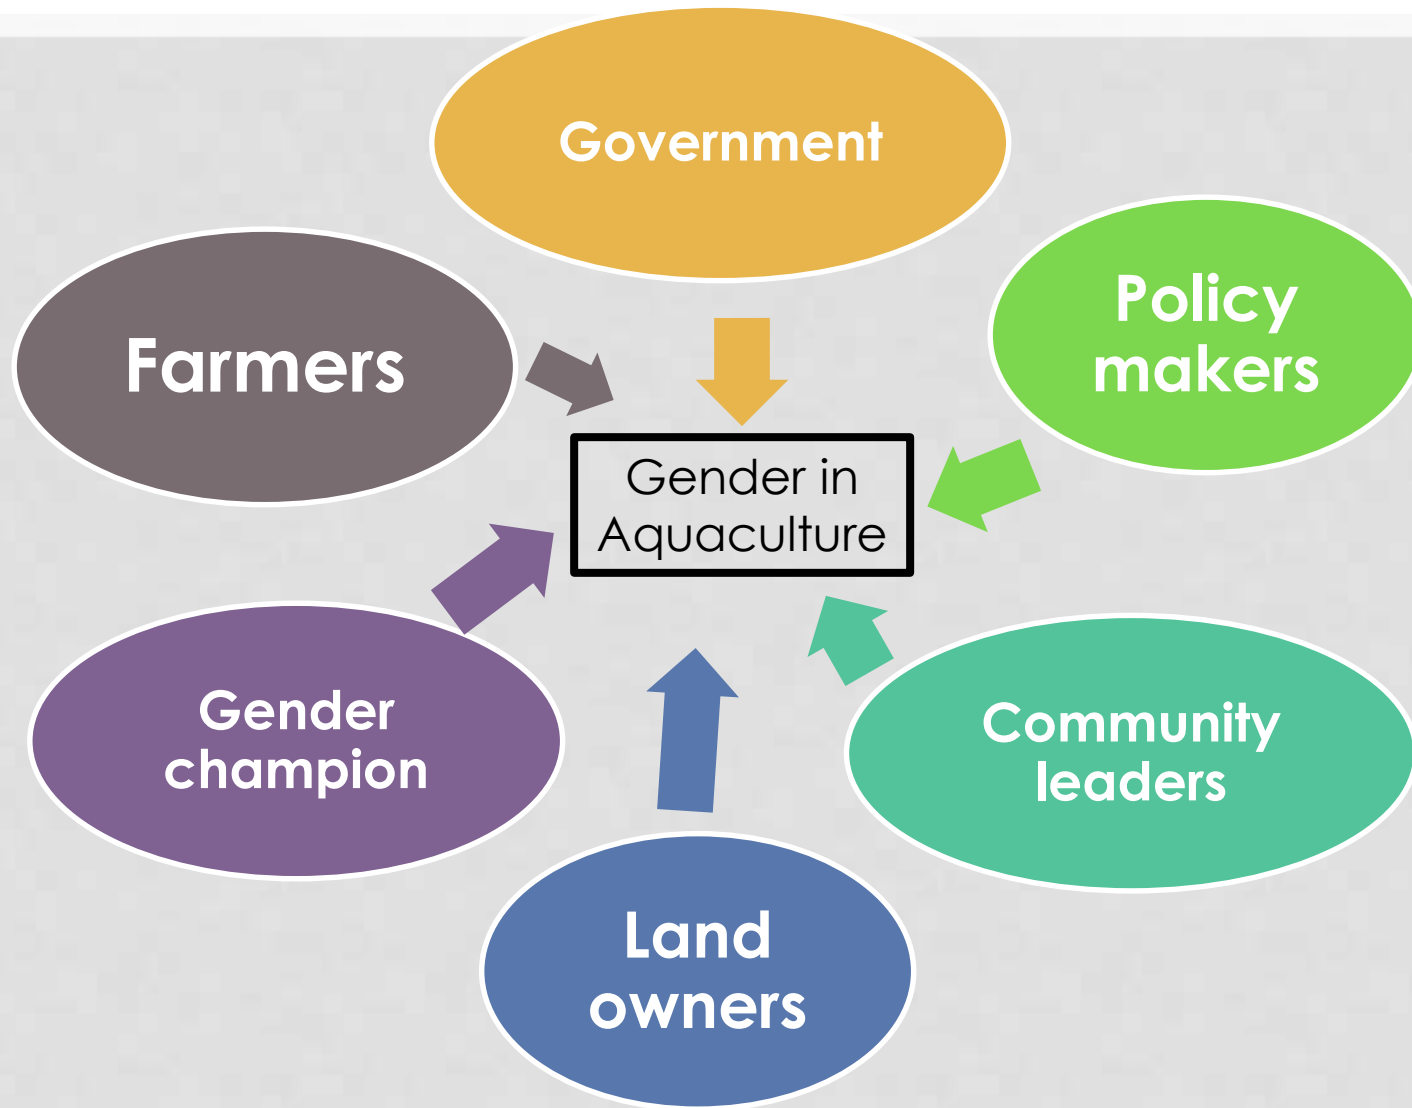 Government
Policy
makers
Farmers
Gender in
Aquaculture
Gender
champion
Community
leaders
Land
owners